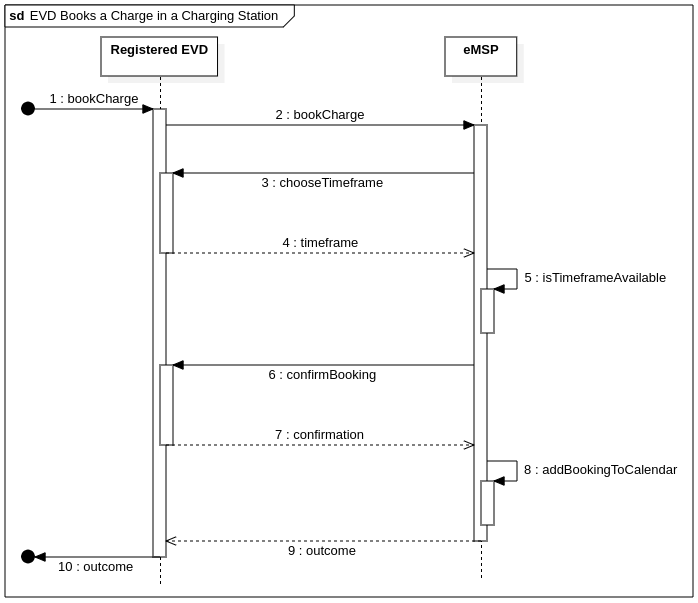 sd EVD Books a Charge in a Charging Station
Registered EVD
eMSP
1 : bookCharge
2 : bookCharge
3 : chooseTimeframe
4 : timeframe
5 : isTimeframeAvailable
6 : confirmBooking
7 : confirmation
8 : addBookingToCalendar
9 : outcome
10 : outcome